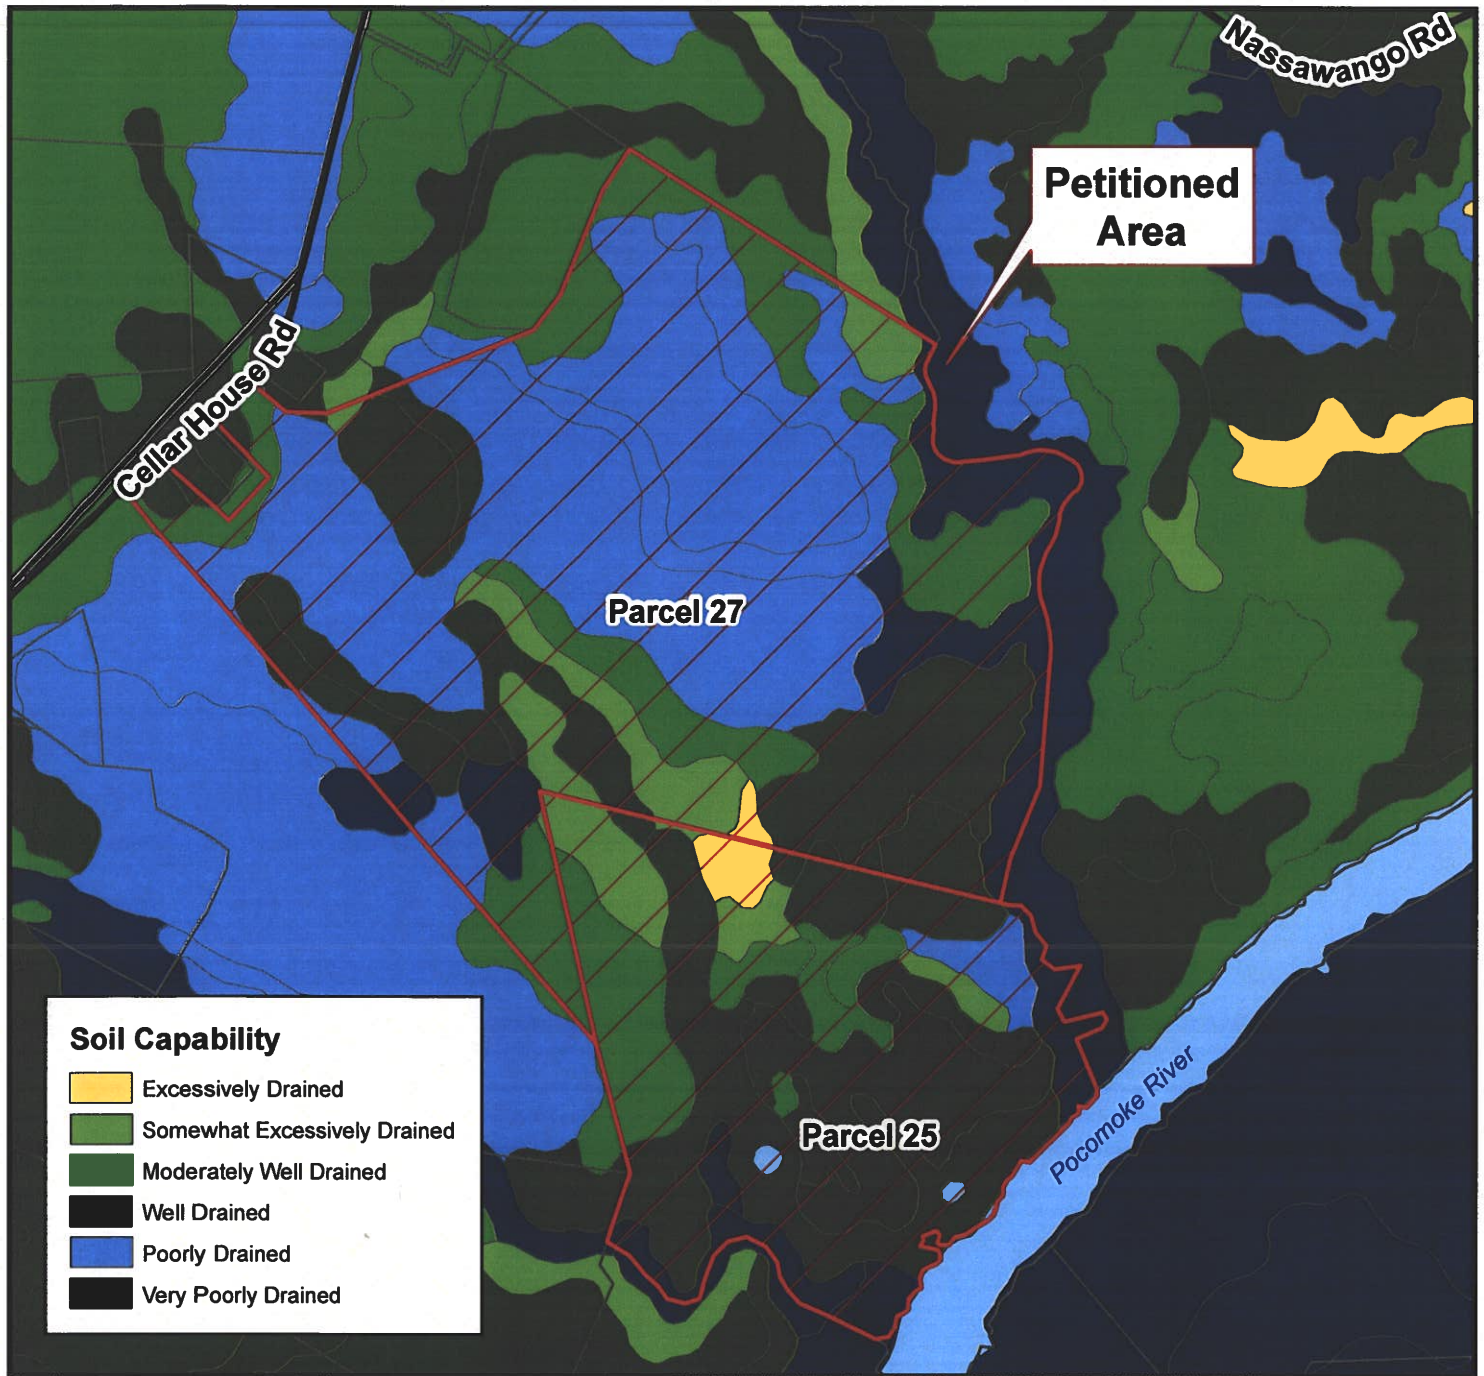 Nassawango Rd
Petitioned
Area
Cellar House Rd
Parcel 27
Parcel 25
Pocomoke River
Soil Capability
Excessively Drained
Somewhat Excessively Drained
Moderately Well Drained
Well Drained
Poorly Drained
Very Poorly Drained